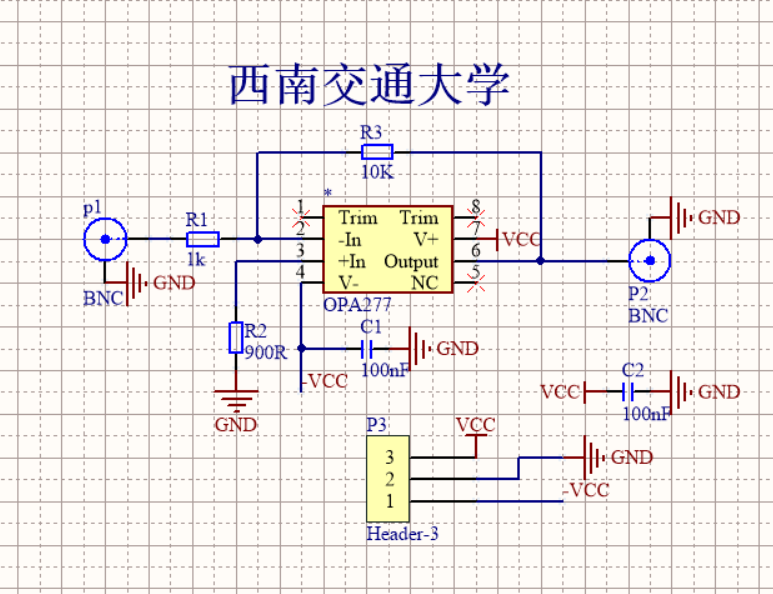 西南交通大学
R3
10K
*
p1
R1
1k
BNC
GND
1 Trim Trim 8
2 -In V+ 7 VCC
3 +In Output 6
4 V- NC 5
OPA277
GND
P2
BNC
R2
900R
GND
C1
100nF
GND
-VCC
C2
VCC
100nF
GND
P3
VCC
3
2
1
GND
-VCC
Header-3